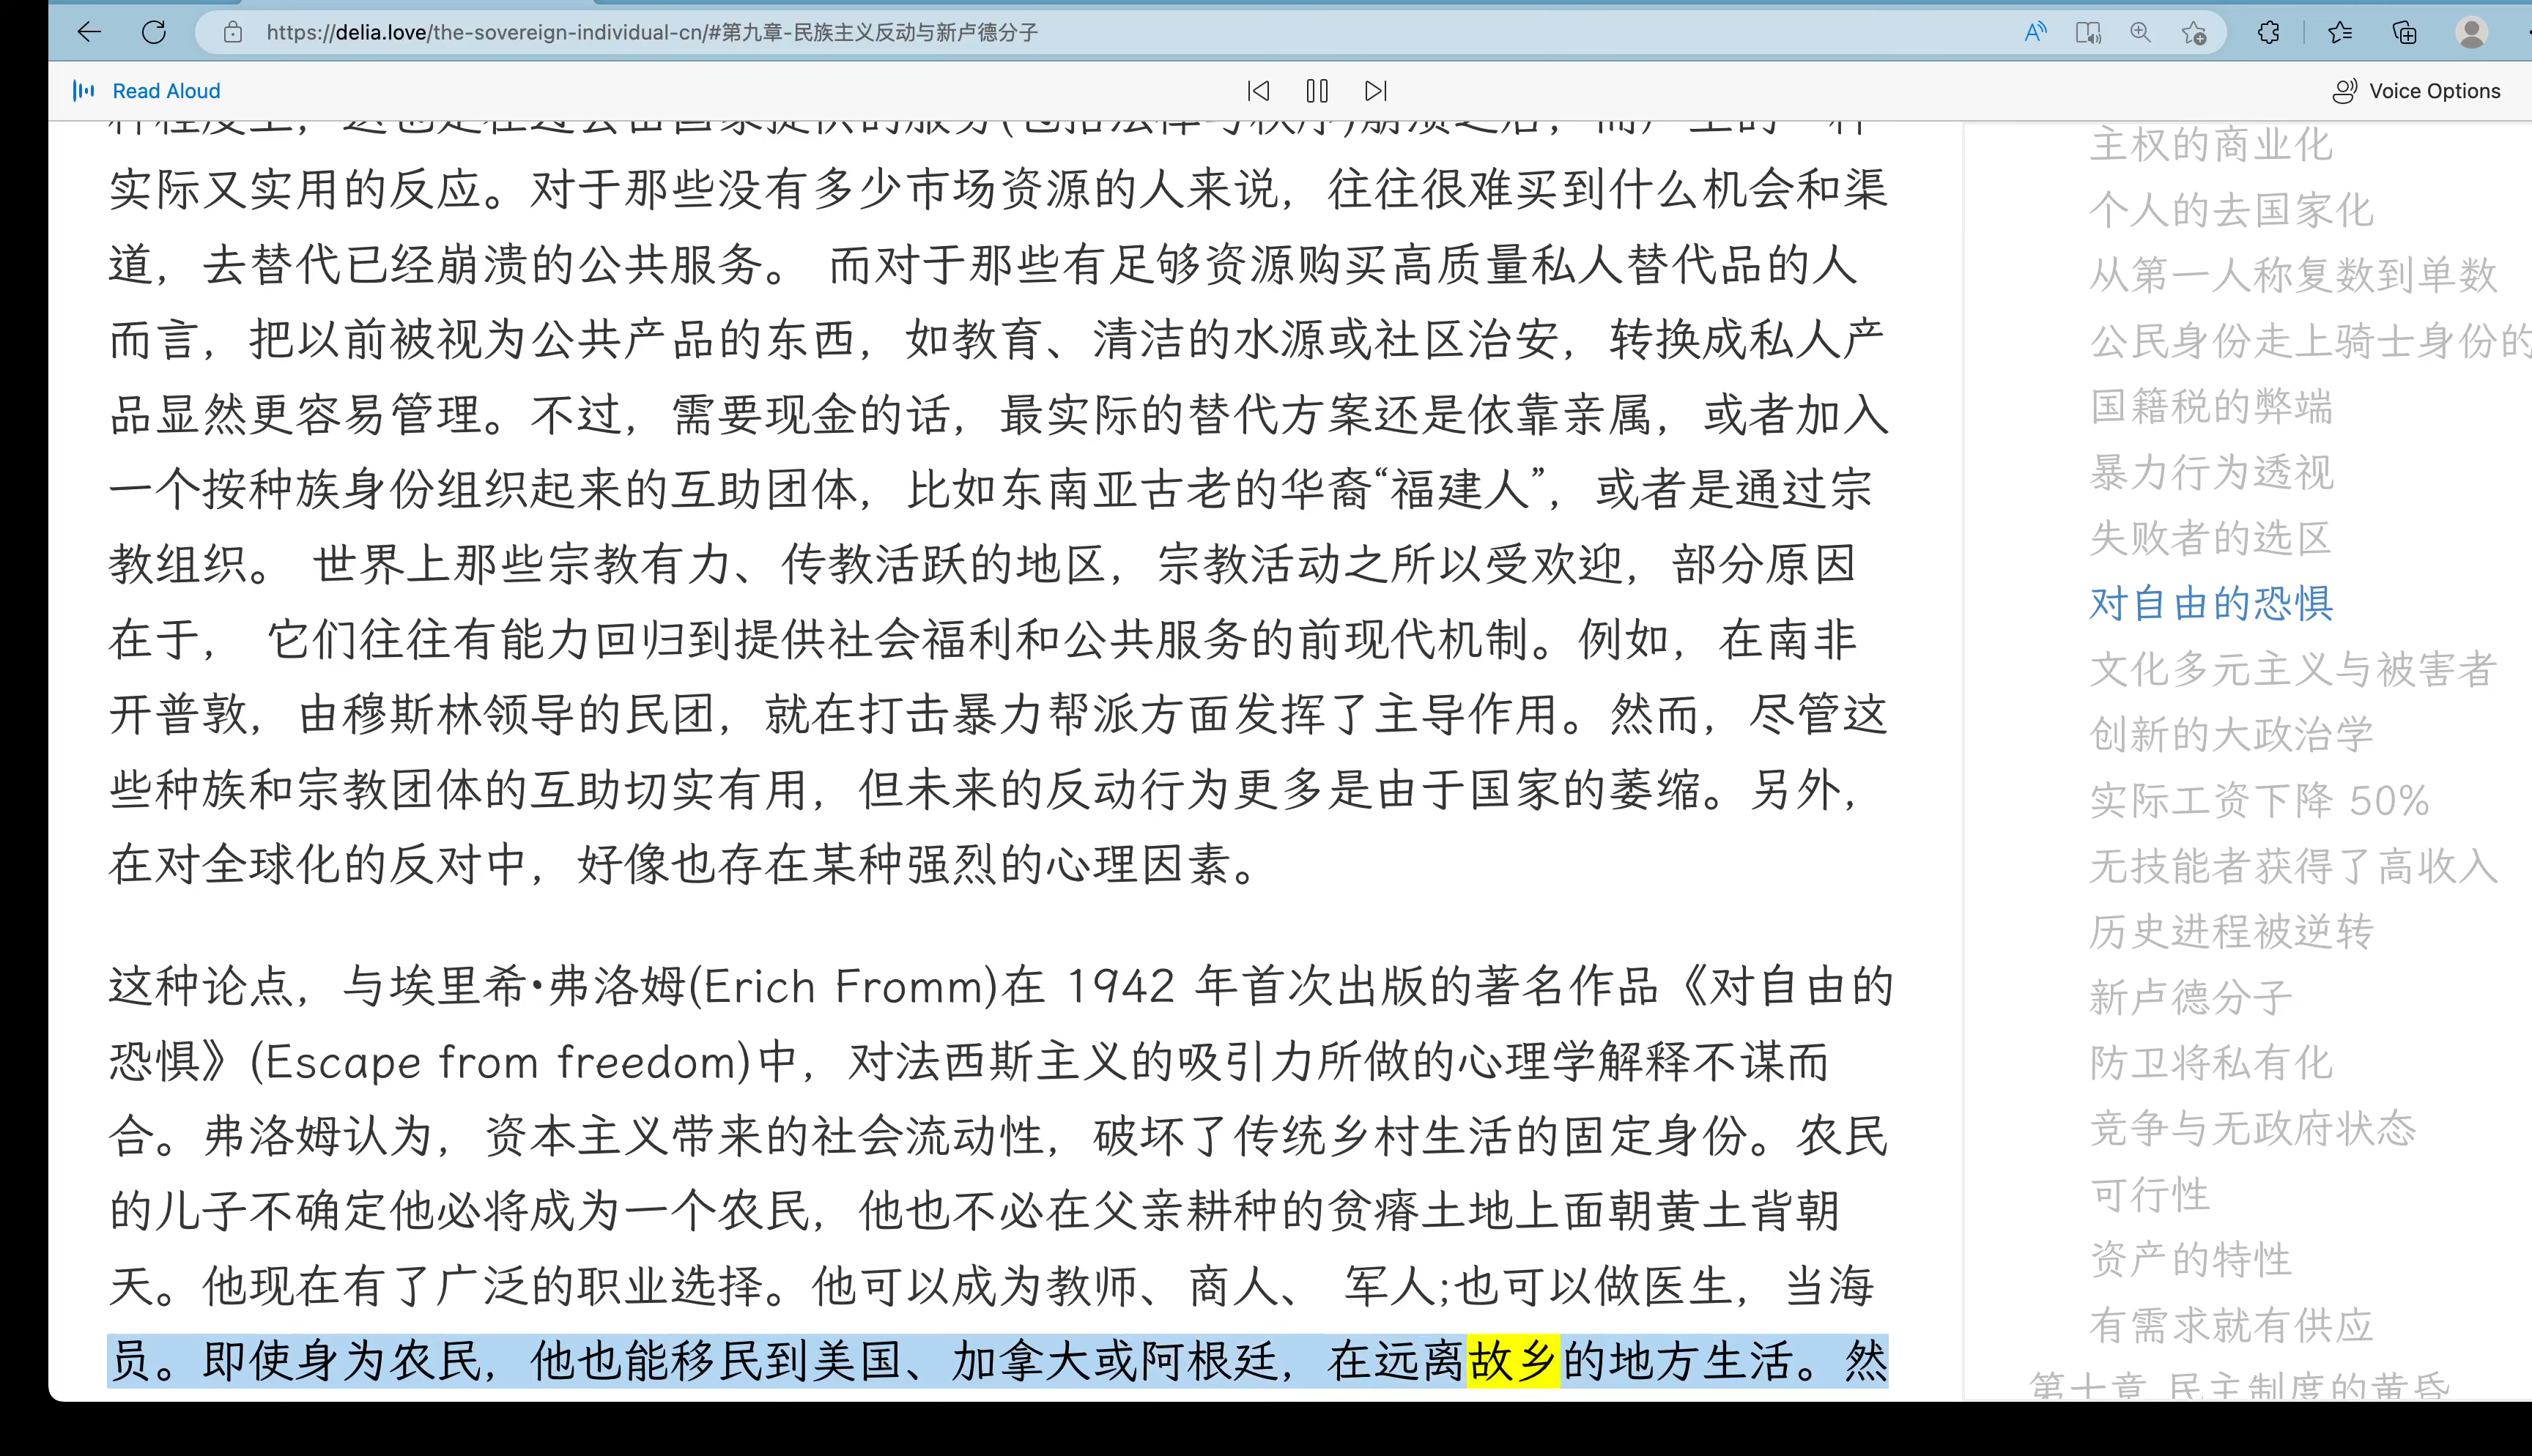 https://delia.love/the-sovereign-individual-cn/#第九章-民族主义反动与新卢德分子
Read Aloud
Voice Options
实际又实用的反应。对于那些没有多少市场资源的人来说，往往很难买到什么机会和渠
道，去替代已经崩溃的公共服务。 而对于那些有足够资源购买高质量私人替代品的人
而言，把以前被视为公共产品的东西，如教育、清洁的水源或社区治安，转换成私人产
品显然更容易管理。不过，需要现金的话，最实际的替代方案还是依靠亲属，或者加入
一个按种族身份组织起来的互助团体，比如东南亚古老的华裔“福建人”，或者是通过宗
教组织。 世界上那些宗教有力、传教活跃的地区，宗教活动之所以受欢迎，部分原因
在于， 它们往往有能力回归到提供社会福利和公共服务的前现代机制。例如，在南非
开普敦，由穆斯林领导的民团，就在打击暴力帮派方面发挥了主导作用。然而，尽管这
些种族和宗教团体的互助切实有用，但未来的反动行为更多是由于国家的萎缩。另外，
在对全球化的反对中，好像也存在某种强烈的心理因素。
这种论点，与埃里希·弗洛姆(Erich Fromm)在 1942 年首次出版的著名作品《对自由的
恐惧》(Escape from freedom)中，对法西斯主义的吸引力所做的心理学解释不谋而
合。弗洛姆认为，资本主义带来的社会流动性，破坏了传统乡村生活的固定身份。农民
的儿子不确定他必将成为一个农民，他也不必在父亲耕种的贫瘠土地上面朝黄土背朝
天。他现在有了广泛的职业选择。他可以成为教师、 商人、 军人;也可以做医生，当海
员。即使身为农民，他也能移民到美国、加拿大或阿根廷，在远离故乡的地方生活。然
主权的商业化
个人的去国家化
从第一人称复数到单数
公民身份走上骑士身份的
国籍税的弊端
暴力行为透视
失败者的选区
对自由的恐惧
文化多元主义与被害者
创新的大政治学
实际工资下降 50%
无技能者获得了高收入
历史进程被逆转
新卢德分子
防卫将私有化
竞争与无政府状态
可行性
资产的特性
有需求就有供应
第十章 民主制度的黄昏